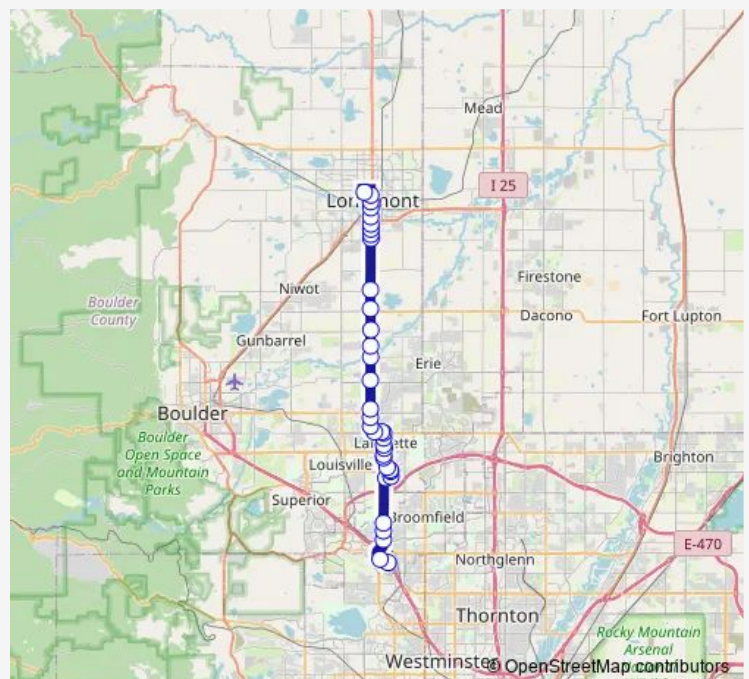 Mead
I 25
Longmont
Firestone
Niwot
Boulder
County
Dacono
Fort Lupton
Gunbarrel
Erie
Boulder
Lafayette
Boulder
Open Space
and Mountain
Parks
Louisville
Brighton
Superior
Broomfield
E-470
Northglenn
Thornton
Rocky Mountain
Arsenal
Westminster
© OpenStreetMap contributors